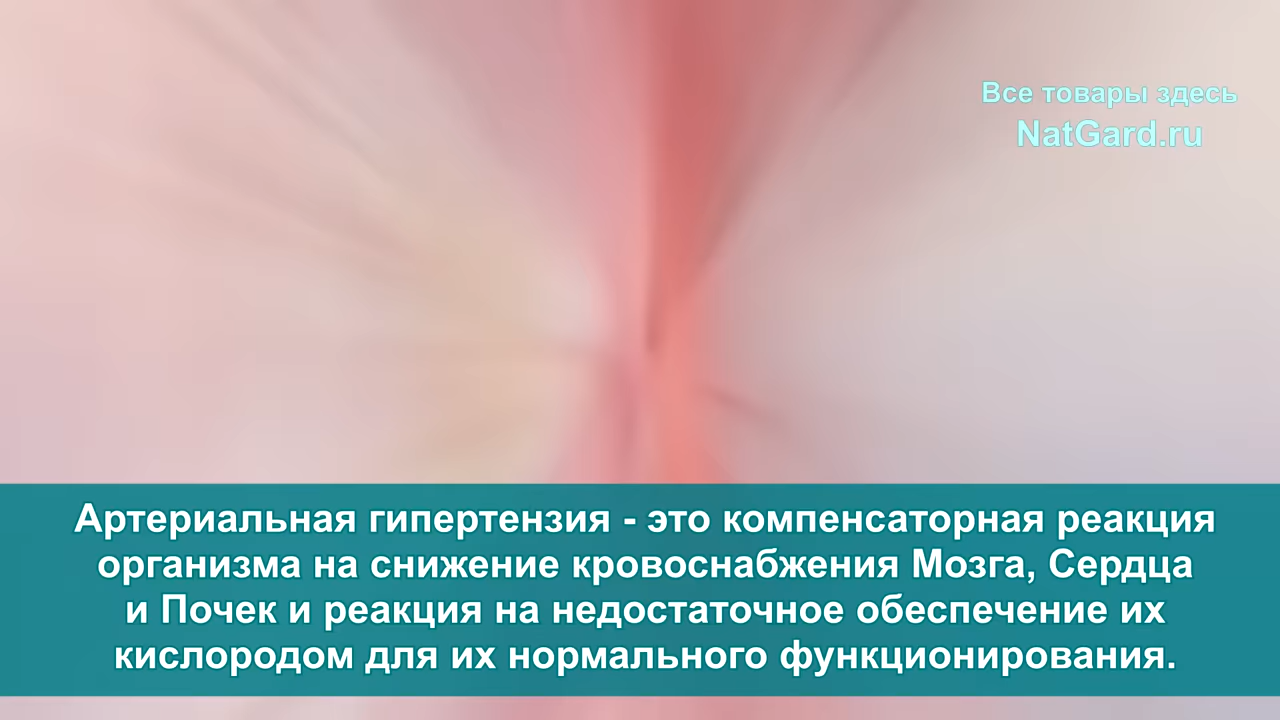 Все товары здесь
NatGard.ru
Артериальная гипертензия - это компенсаторная реакция
организма на снижение кровоснабжения Мозга, Сердца
и Почек и реакция на недостаточное обеспечение их
кислородом для их нормального функционирования.